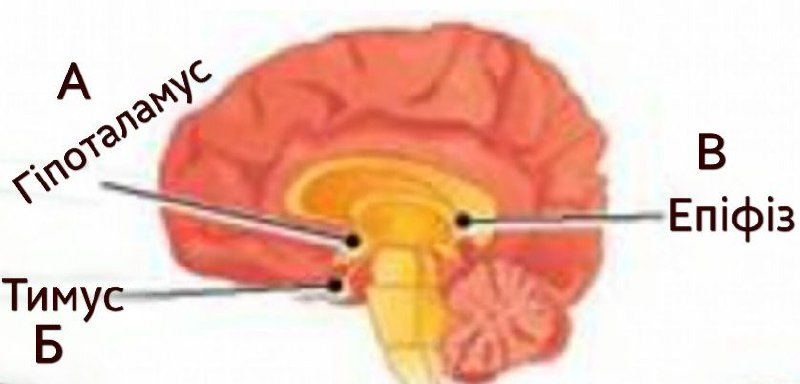 А
Гіпоталамус
В
Епіфіз
Тимус
Б